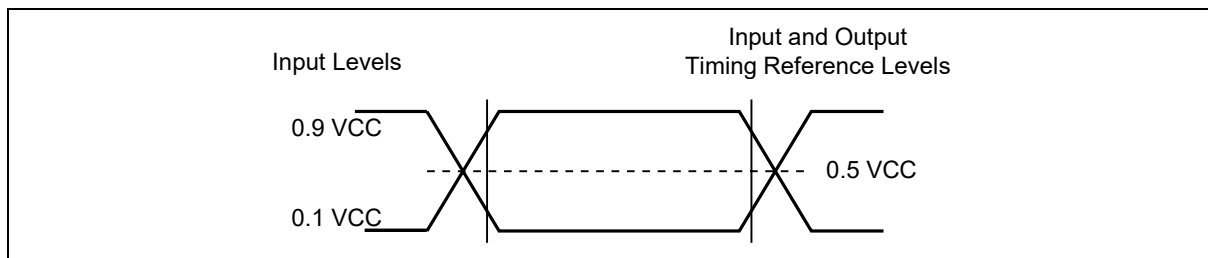 Input and Output
Input Levels
Timing Reference Levels
0.9 VCC
0.5 VCC
0.1 VCC